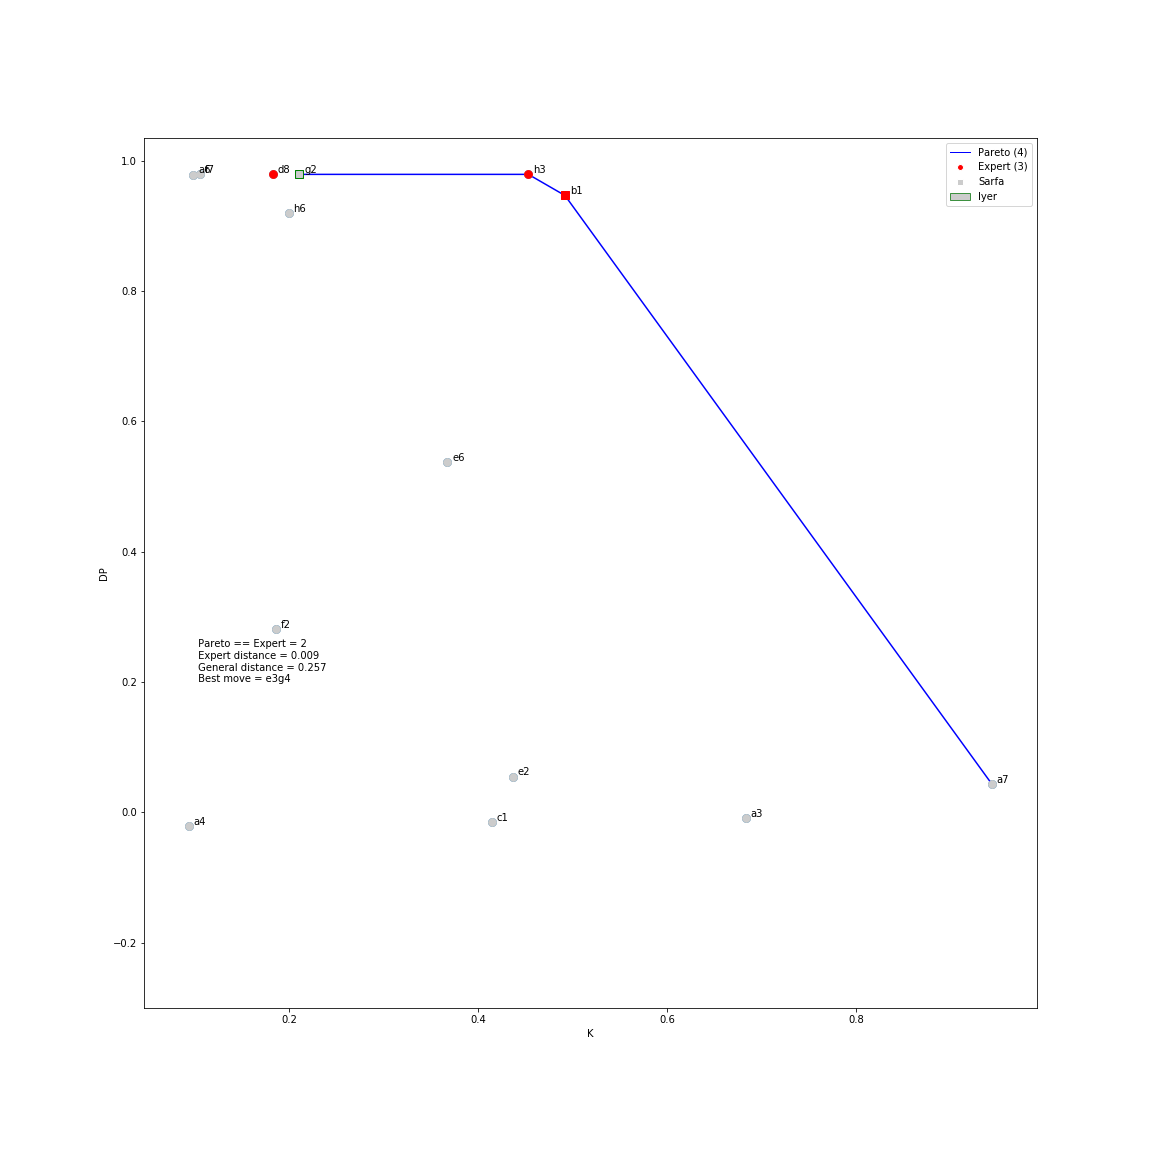 1.0
0.8
0.6
0.4
0.2
0.0
−0.2
DP
d8
g2
h3
b1
h6
e6
f2
Pareto == Expert = 2
Expert distance = 0.009
General distance = 0.257
Best move = e3g4
e2
a7
a4
c1
a3
Pareto (4)
Expert (3)
Sarfa
Iyer
0.2 0.4 0.6 0.8
K